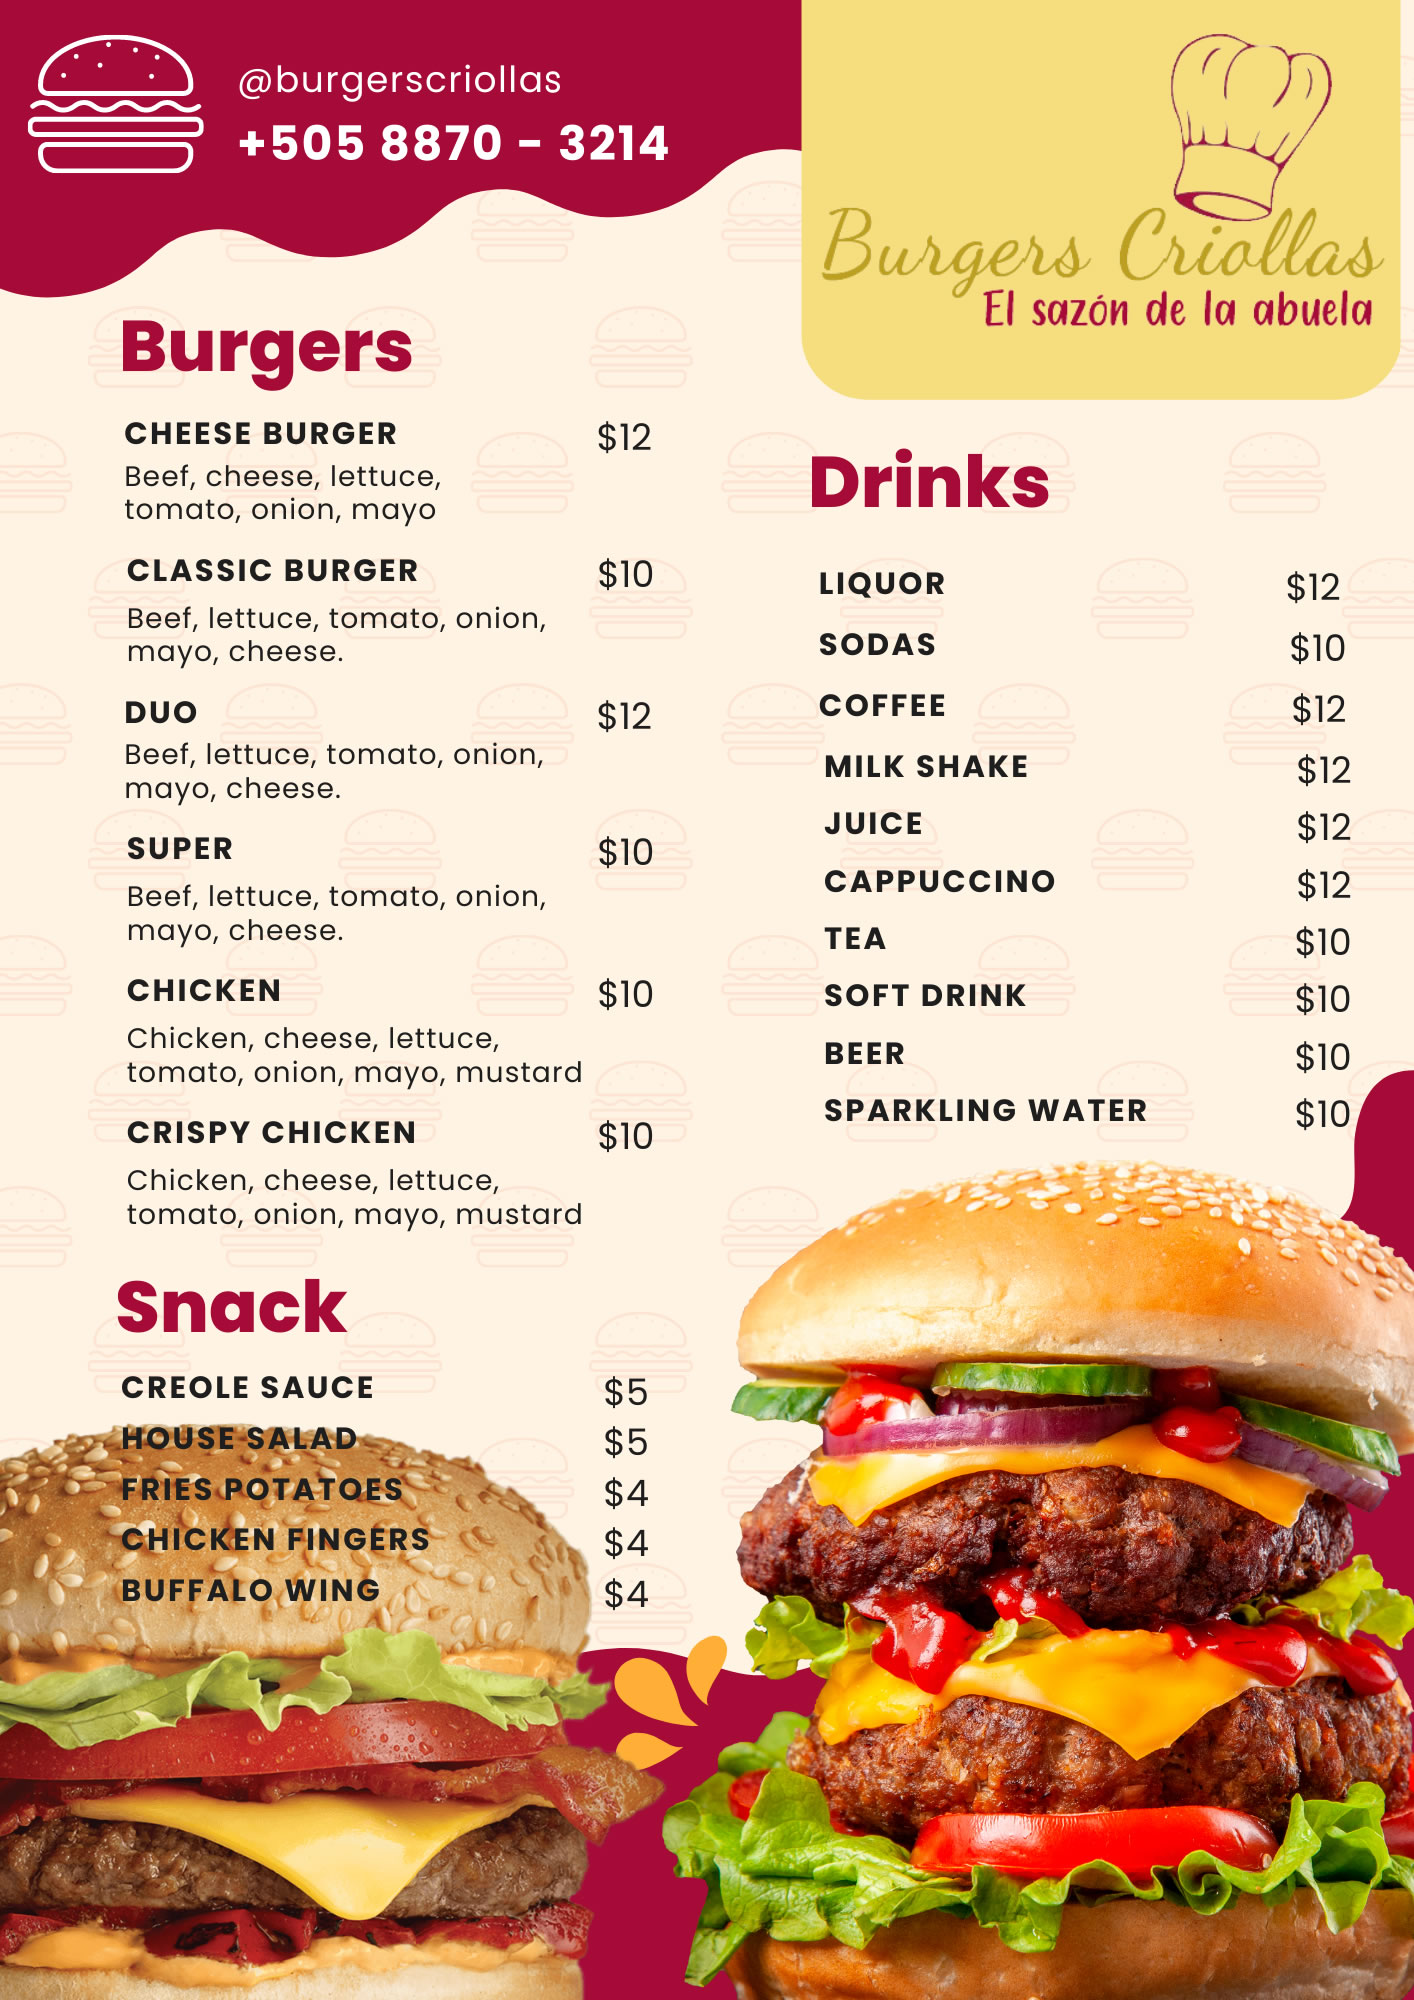 @burgerscriollas
+505 8870 - 3214
Burgers Criollas
El sazón de la abuela
Burgers
CHEESE BURGER $12
Beef, cheese, lettuce,
tomato, onion, mayo
CLASSIC BURGER $10
Beef, lettuce, tomato, onion,
mayo, cheese.
DUO $12
Beef, lettuce, tomato, onion,
mayo, cheese.
SUPER $10
Beef, lettuce, tomato, onion,
mayo, cheese.
CHICKEN $10
Chicken, cheese, lettuce,
tomato, onion, mayo, mustard
CRISPY CHICKEN $10
Chicken, cheese, lettuce,
tomato, onion, mayo, mustard
Snack
CREOLE SAUCE $5
HOUSE SALAD $5
FRIES POTATOES $4
CHICKEN FINGERS $4
BUFFALO WING $4
Drinks
LIQUOR $12
SODAS $10
COFFEE $12
MILK SHAKE $12
JUICE $12
CAPPUCCINO $12
TEA $10
SOFT DRINK $10
BEER $10
SPARKLING WATER $10